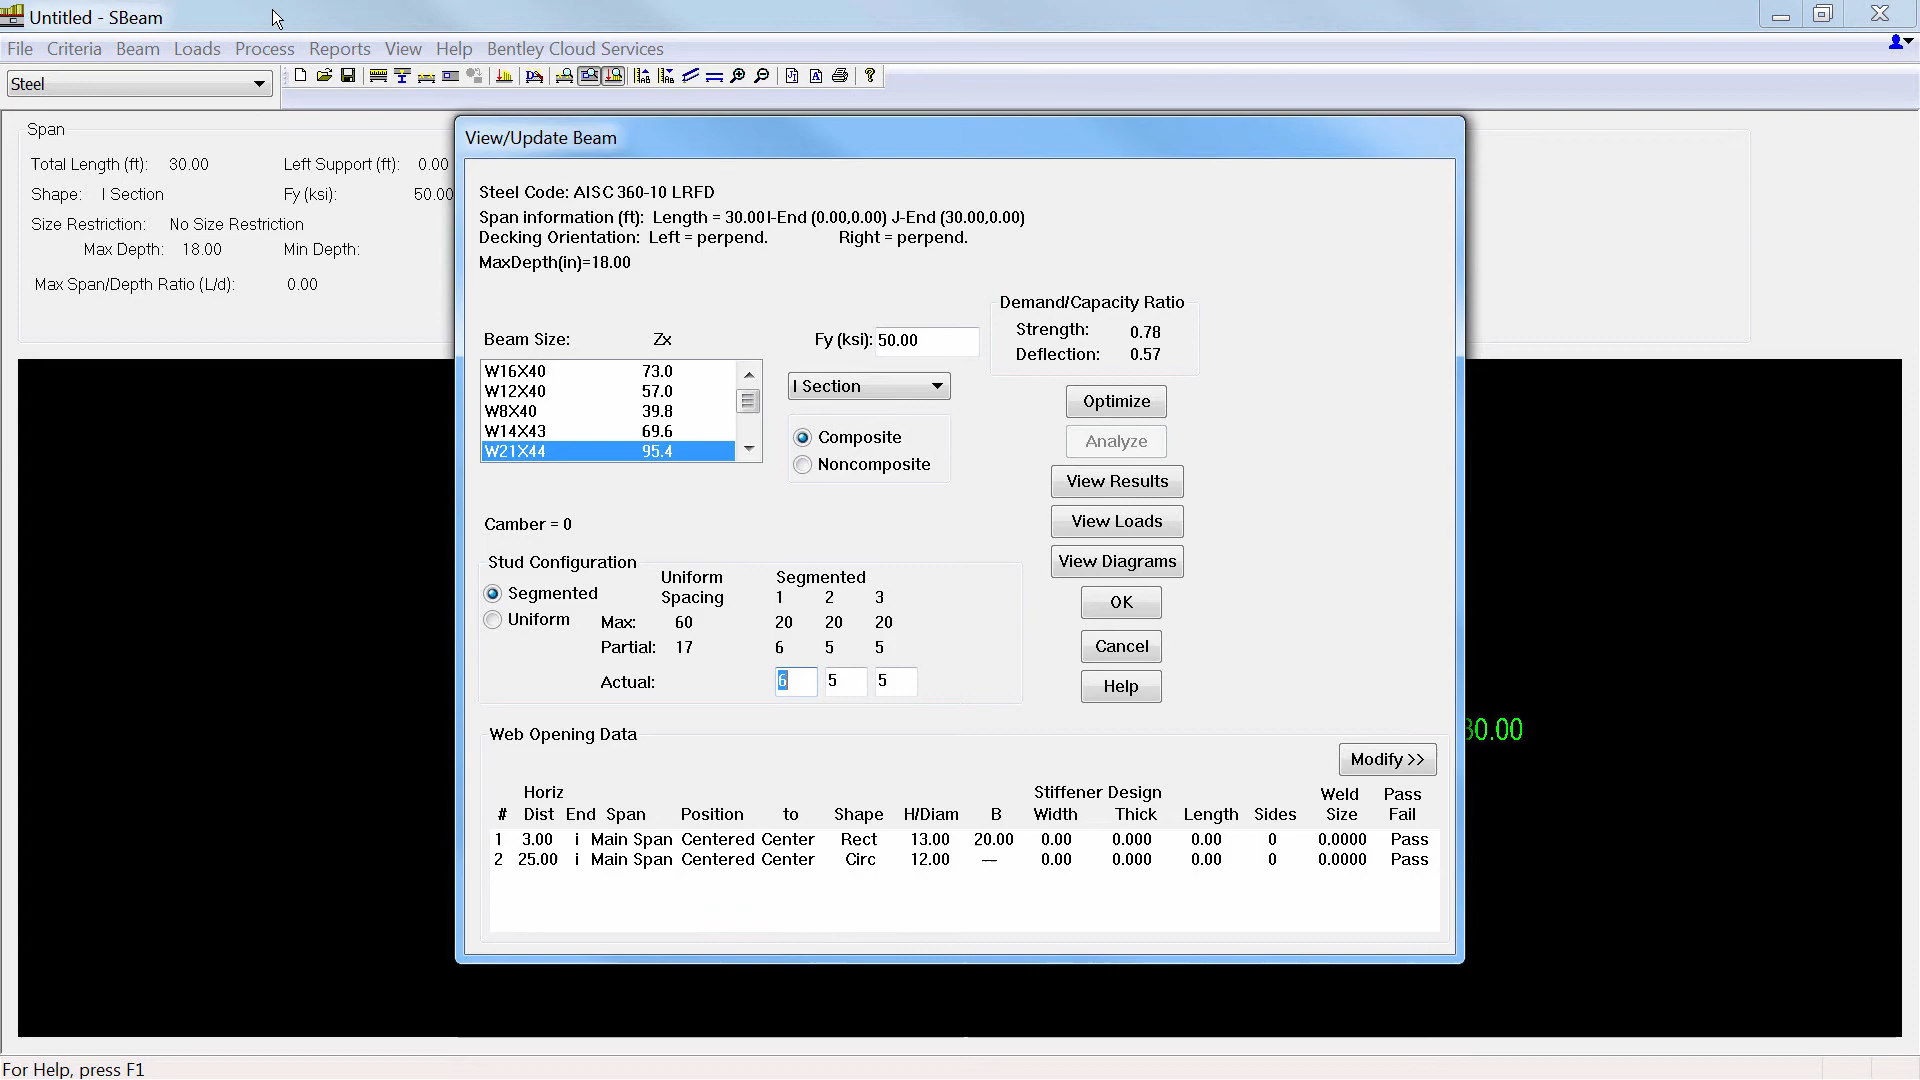 Untitled - SBeam
File Criteria Beam Loads Process Reports View Help Bentley Cloud Services
Steel
Span
Total Length (ft): 30.00 Left Support (ft): 0.00
Shape: I Section Fy (ksi): 50.00
Size Restriction: No Size Restriction
Max Depth: 18.00 Min Depth:
Max Span/Depth Ratio (L/d): 0.00
View/Update Beam
Steel Code: AISC 360-10 LRFD
Span information (ft): Length = 30.00 I-End (0.00,0.00) J-End (30.00,0.00)
Decking Orientation: Left = perpend. Right = perpend.
MaxDepth(in)=18.00
Demand/Capacity Ratio
Strength: 0.78
Deflection: 0.57
Beam Size: Zx Fy (ksi): 50.00
W16X40 73.0
W12X40 57.0
W8X40 39.8
W14X43 69.6
W21X44 95.4
I Section
Composite
Noncomposite
Optimize
Analyze
View Results
View Loads
View Diagrams
OK
Cancel
Help
Camber = 0
Stud Configuration
Segmented
Uniform
Uniform Segmented
Spacing 1 2 3
Max: 60 20 20 20
Partial: 17 6 5 5
Actual: 6 5 5
Web Opening Data
Modify >>
Horiz Stiffener Design Weld Pass
# Dist End Span Position to Shape H/Diam B Width Thick Length Sides Size Fail
1 3.00 i Main Span Centered Center Rect 13.00 20.00 0.00 0.000 0.00 0 0.0000 Pass
2 25.00 i Main Span Centered Center Circ 12.00 — 0.00 0.000 0.00 0 0.0000 Pass
30.00
For Help, press F1